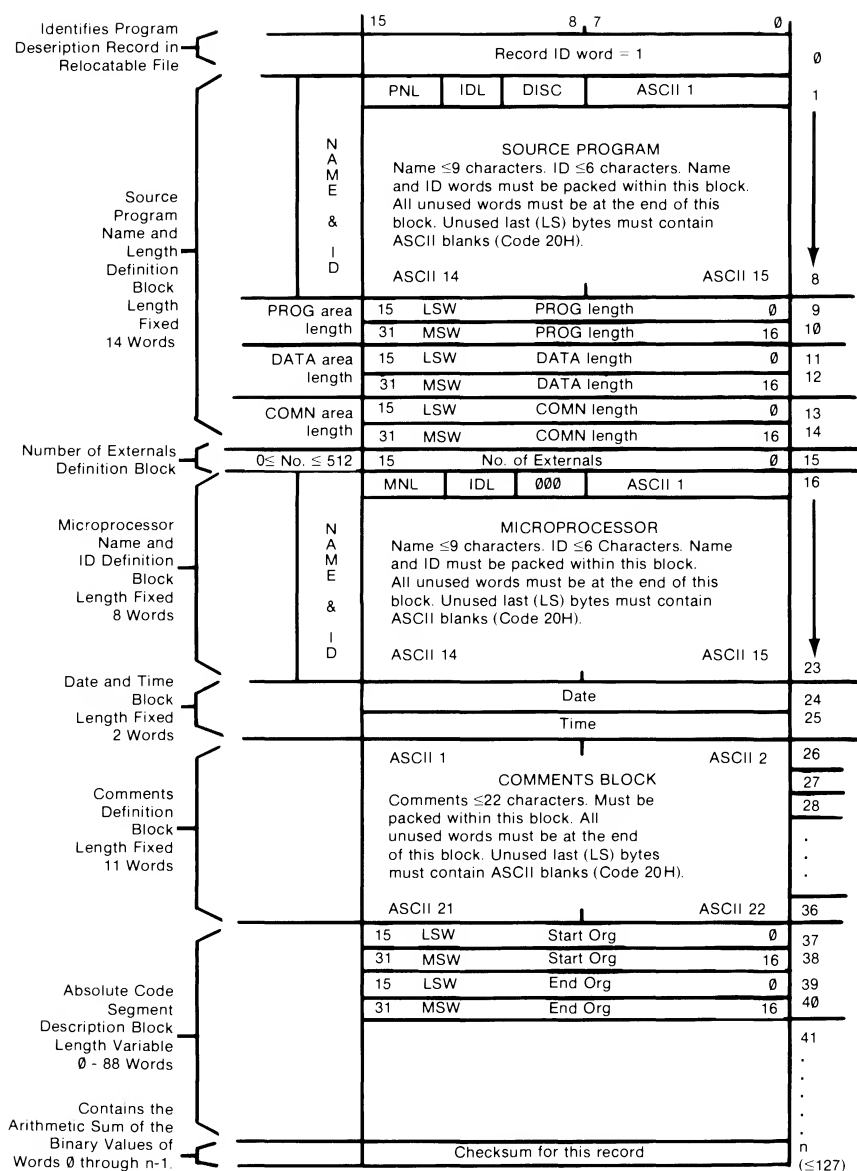 15 8 7 Ø
Identifies Program
Deseription Record in
Relocatable File
Record ID word = 1
Ø
PNL IDL DISC ASCII 1
1
Source
Program
Name and
Length
Definition
Block
Length
Fixed
14 Words
NAME & ID
SOURCE PROGRAM
Name ≤9 characters. ID ≤6 characters. Name
and ID words must be packed within this block.
All unused words must be at the end of this
block. Unused last (LS) bytes must contain
ASCII blanks (Code 20H).
ASCII 14 ASCII 15
8
PROG area
length
15 LSW PROG length Ø
9
31 MSW PROG length 16
1Ø
DATA area
length
15 LSW DATA length Ø
11
31 MSW DATA length 16
12
COMN area
length
15 LSW COMN length Ø
13
31 MSW COMN length 16
14
Number of Externals
Definition Block
0≤ No. ≤ 512
15 No. of Externals Ø
15
MNL IDL ØØØ ASCII 1
16
Microprocessor
Name and
ID Definition
Block
Length Fixed
8 Words
NAME & ID
MICROPROCESSOR
Name ≤9 characters. ID ≤6 Characters. Name
and ID must be packed within this block.
All unused words must be at the end of this
block. Unused last (LS) bytes must contain
ASCII blanks (Code 20H).
ASCII 14 ASCII 15
23
Date and Time
Block
Length Fixed
2 Words
Date
24
Time
25
ASCII 1 ASCII 2
26
27
28
.
.
.
Comments
Definition
Block
Length Fixed
11 Words
COMMENTS BLOCK
Comments ≤22 characters. Must be
packed within this block. All
unused words must be at the end
of this block. Unused last (LS) bytes
must contain ASCII blanks (Code 20H).
ASCII 21 ASCII 22
36
15 LSW Start Org Ø
37
31 MSW Start Org 16
38
15 LSW End Org Ø
39
31 MSW End Org 16
4Ø
Absolute Code
Segment
Description Block
Length Variable
Ø - 88 Words
41
.
.
.
.
Contains the
Arithmetic Sum of the
Binary Values of
Words Ø through n-1.
Checksum for this record
n
(≤127)